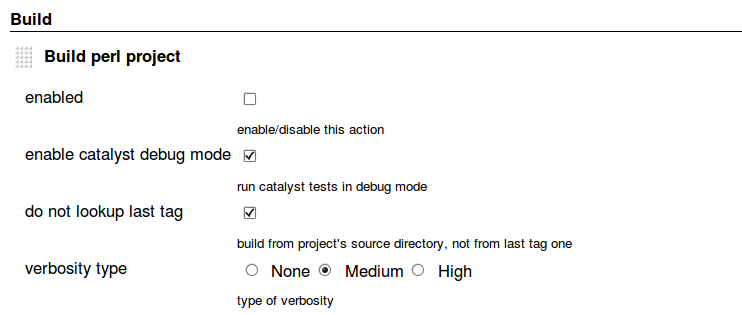 Build
Build perl project
enabled
enable/disable this action
enable catalyst debug mode
run catalyst tests in debug mode
do not lookup last tag
build from project's source directory, not from last tag one
verbosity type None Medium High
type of verbosity